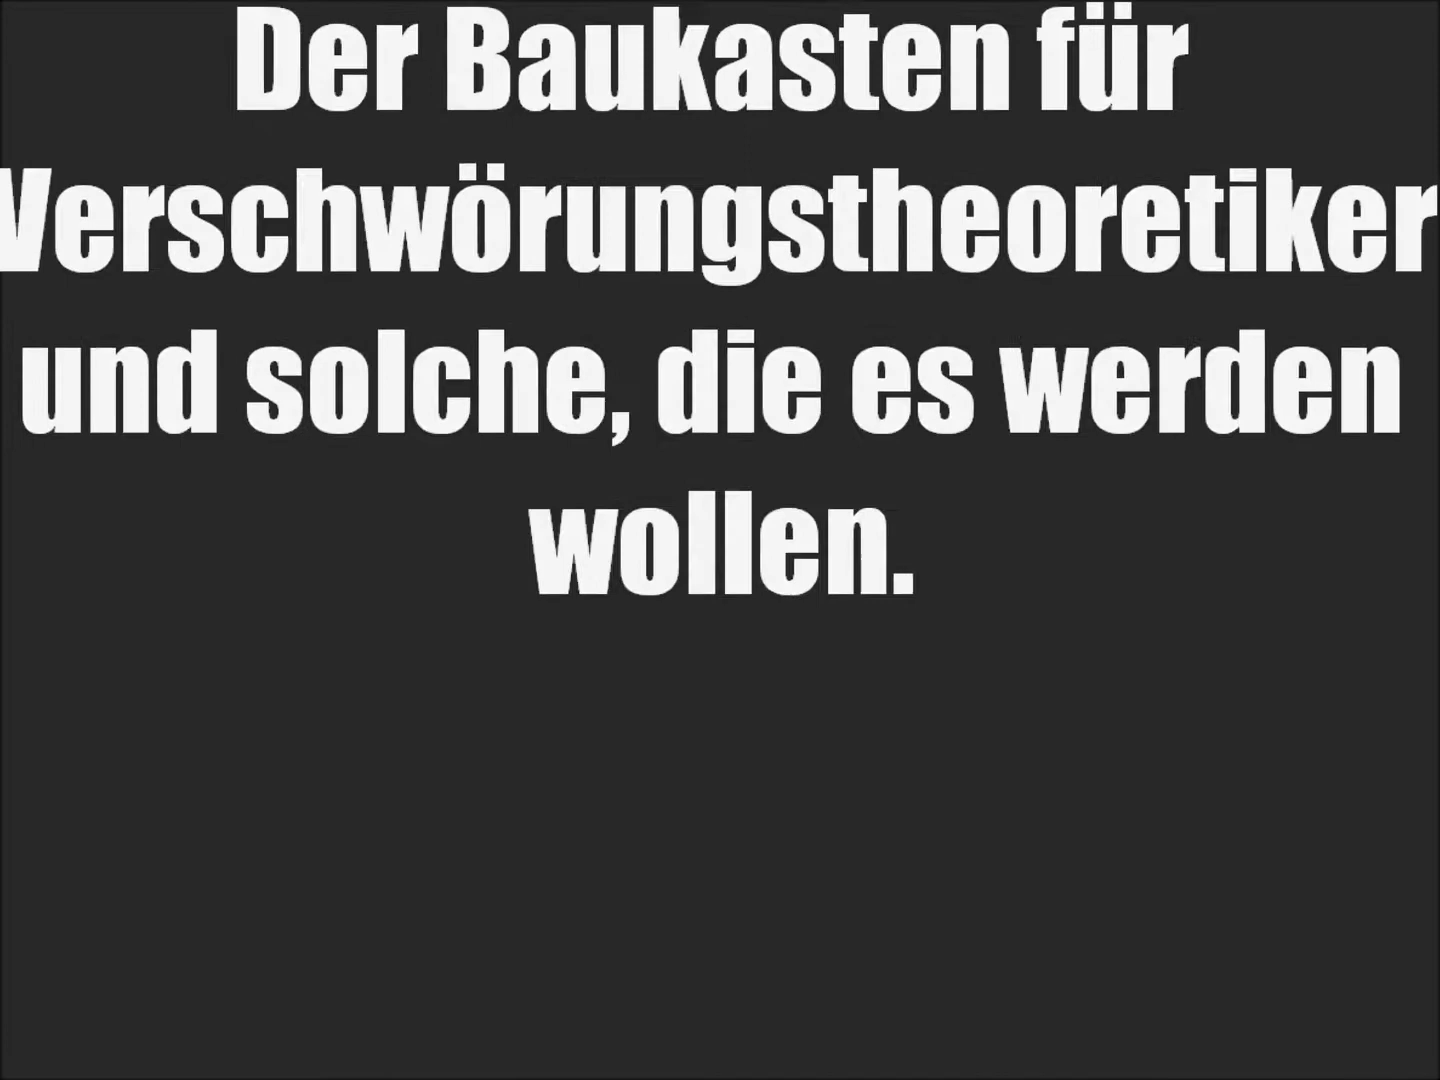 Der Baukasten für
Verschwörungstheoretiker
und solche, die es werden
wollen.